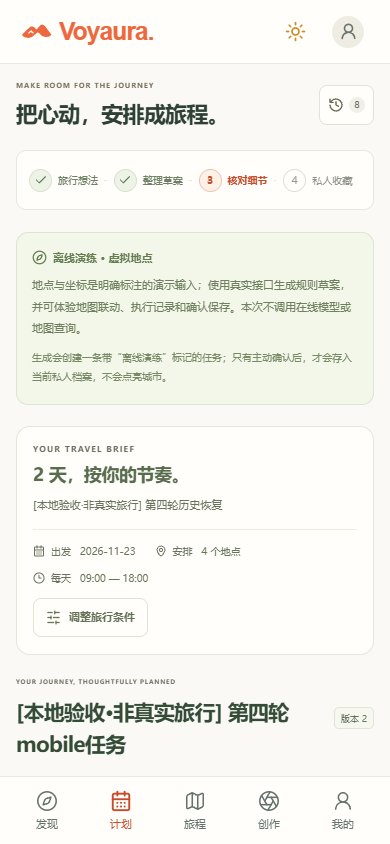 Voyaura.
MAKE ROOM FOR THE JOURNEY
把心动，安排成旅程。
8
旅行想法 · 整理草案 · 3 核对细节 · 4 私人收藏
离线演练 · 虚拟地点
地点与坐标是明确标注的演示输入；使用真实接口生成规则草案，
并可体验地图联动、执行记录和确认保存。本次不调用在线模型或
地图查询。
生成会创建一条带“离线演练”标记的任务；只有主动确认后，才会存入
当前私人档案，不会点亮城市。
YOUR TRAVEL BRIEF
2 天，按你的节奏。
[本地验收·非真实旅行] 第四轮历史恢复
出发 2026-11-23 安排 4 个地点
每天 09:00 — 18:00
调整旅行条件
YOUR JOURNEY, THOUGHTFULLY PLANNED
[本地验收·非真实旅行] 第四轮
mobile任务
版本 2
发现 计划 旅程 创作 我的